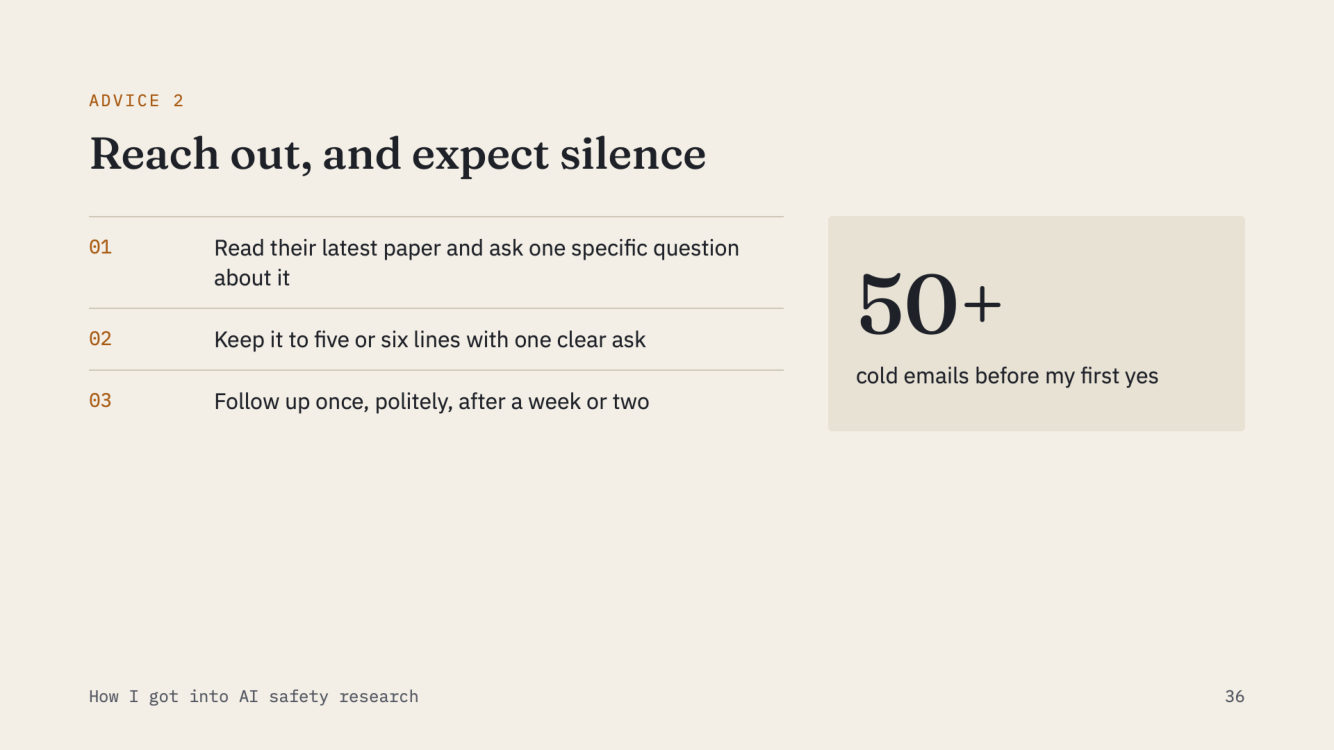 ADVICE 2
Reach out, and expect silence
01
Read their latest paper and ask one specific question
about it
02
Keep it to five or six lines with one clear ask
03
Follow up once, politely, after a week or two
50+
cold emails before my first yes
How I got into AI safety research
36